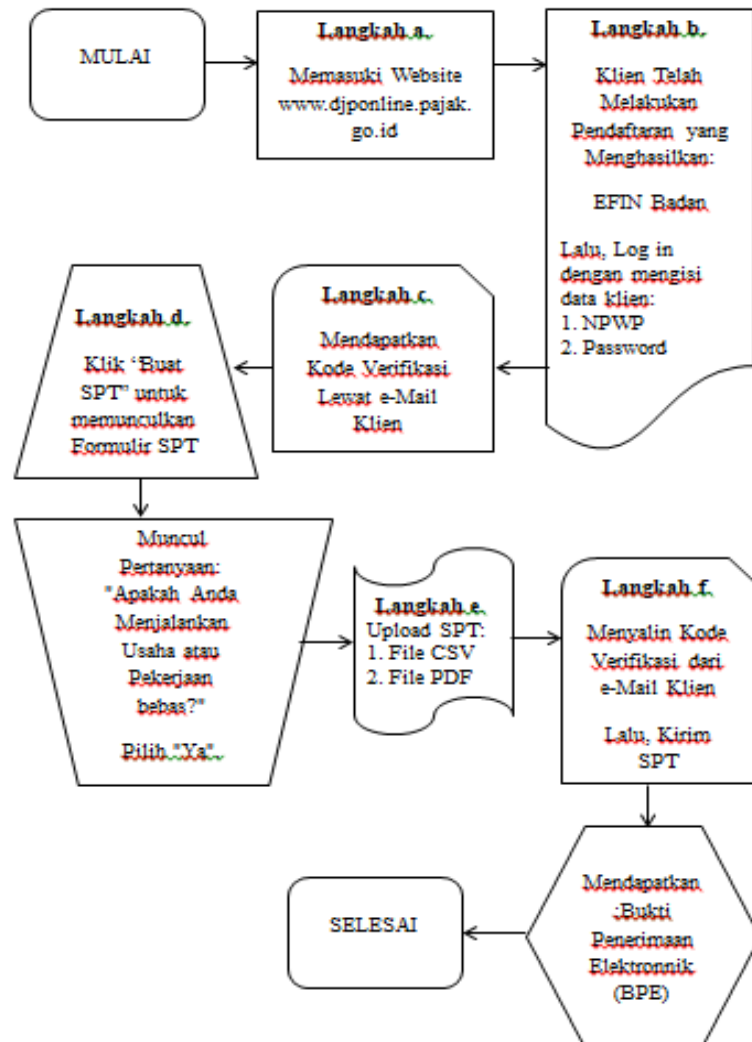 MULAI
Langkah a.
Memasuki Website
www.djponline.pajak.
go.id
Langkah b.
Klien Telah
Melakukan
Pendaftaran yang
Menghasilkan:
EFIN Badan
Lalu, Log in
dengan mengisi
data klien:
1. NPWP
2. Password
Langkah c.
Mendapatkan
Kode Verifikasi
Lewat e-Mail
Klien
Langkah d.
Klik "Buat
SPT" untuk
memunculkan
Formulir SPT
Muncul
Pertanyaan:
"Apakah Anda
Menjalankan
Usaha atau
Pekerjaan
bebas?"
Pilih "Ya".
Langkah e.
Upload SPT:
1. File CSV
2. File PDF
Langkah f.
Menyalin Kode
Verifikasi dari
e-Mail Klien
Lalu, Kirim
SPT
Mendapatkan
:Bukti
Penerimaan
Elektronnik
(BPE)
SELESAI